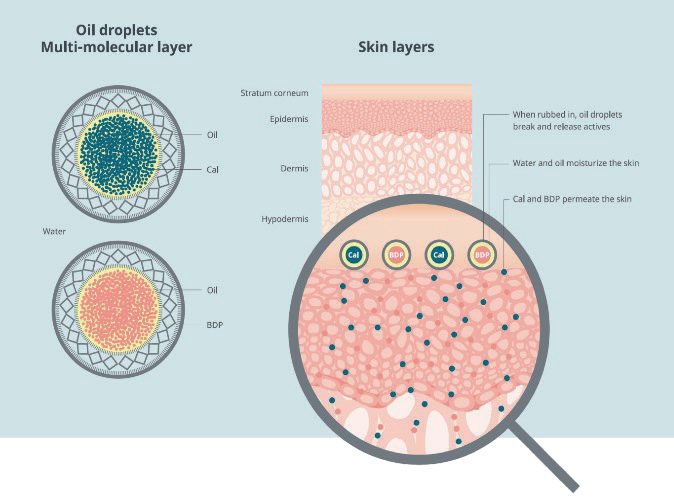 Oil droplets
Multi-molecular layer
Oil
Cal
Water
Oil
BDP
Skin layers
Stratum corneum
Epidermis
Dermis
Hypodermis
When rubbed in, oil droplets
break and release actives
Water and oil moisturize the skin
Cal and BDP permeate the skin
Cal
BDP
Cal
BDP